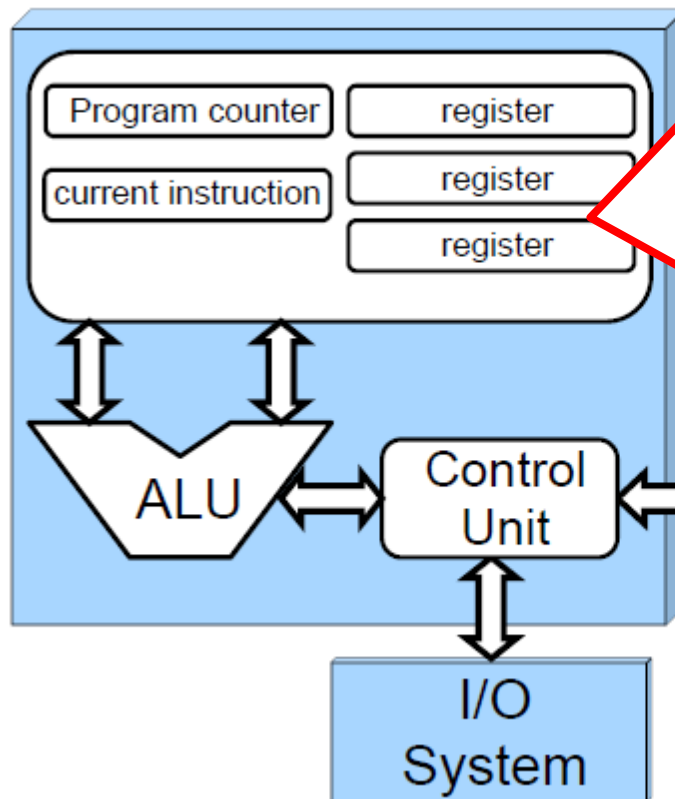 Program counter
register
current instruction
register
register
ALU
Control
Unit
I/O
System